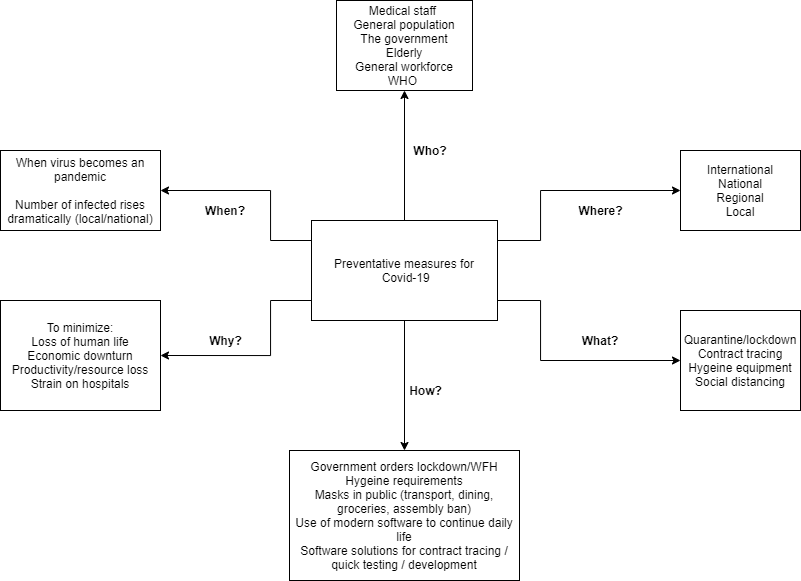 Medical staff
General population
The government
Elderly
General workforce
WHO
Who?
When virus becomes an
pandemic
Number of infected rises
dramatically (local/national)
When?
Where?
International
National
Regional
Local
Preventative measures for
Covid-19
To minimize:
Loss of human life
Economic downturn
Productivity/resource loss
Strain on hospitals
Why?
What?
Quarantine/lockdown
Contract tracing
Hygeine equipment
Social distancing
How?
Government orders lockdown/WFH
Hygeine requirements
Masks in public (transport, dining,
groceries, assembly ban)
Use of modern software to continue daily
life
Software solutions for contract tracing /
quick testing / development